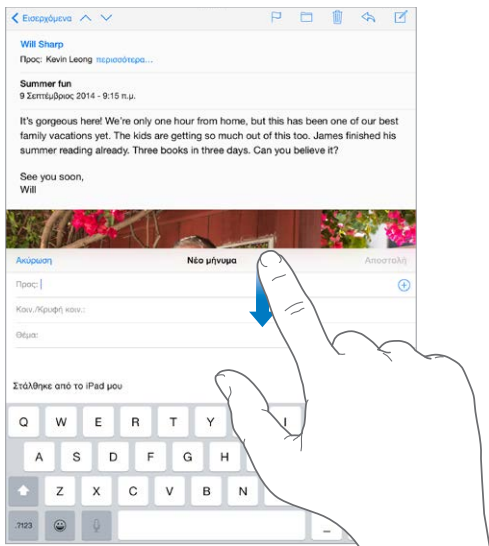 Εισερχόμενα
Will Sharp
Προς: Kevin Leong περισσότερα...
Summer fun
9 Σεπτέμβριος 2014 - 9:15 π.μ.
It's gorgeous here! We're only one hour from home, but this has been one of our best
family vacations yet. The kids are getting so much out of this too. James finished his
summer reading already. Three books in three days. Can you believe it?
See you soon,
Will
Ακύρωση Νέο μήνυμα Αποστολή
Προς:
Κοιν./Κρυφή κοιν.:
Θέμα:
Στάλθηκε από το iPad μου
Q W E R T Y I
A S D F G H
Z X C V B N
.?123 _